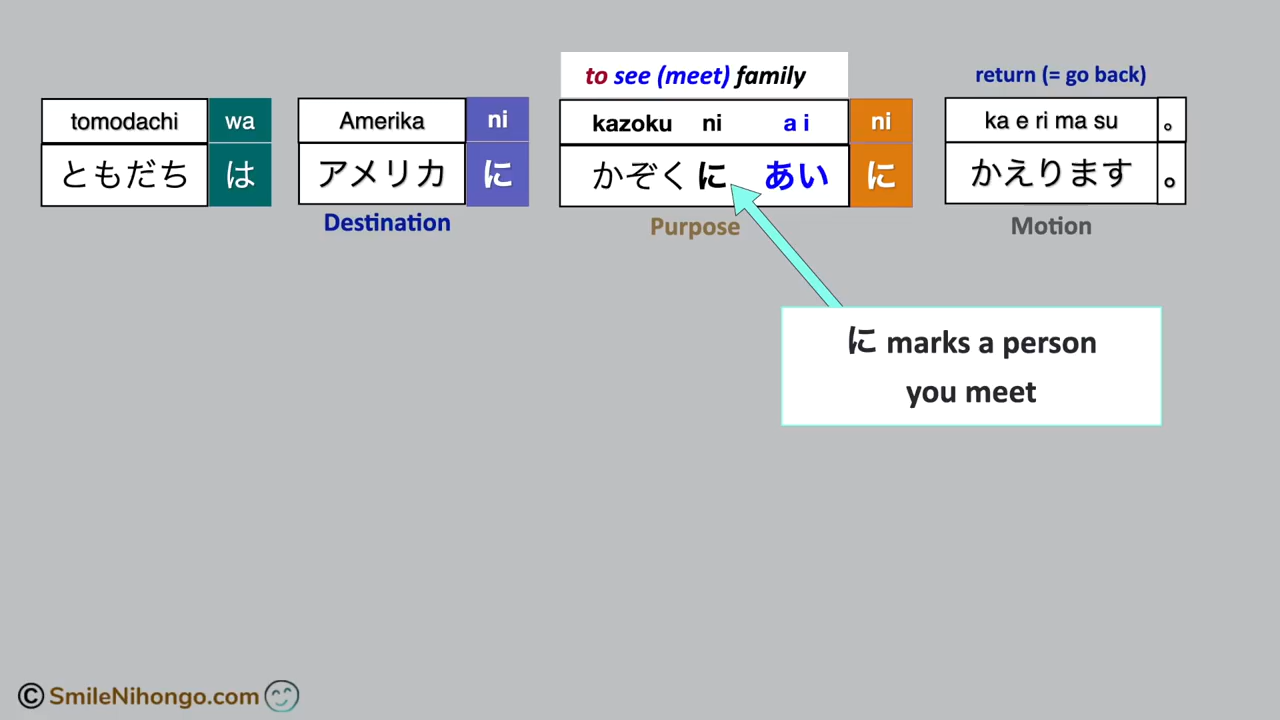 to see (meet) family
return (= go back)
tomodachi wa Amerika ni kazoku ni a i ni ka e ri ma su 。
ともだち は アメリカ に かぞくに あい に かえります 。
Destination Purpose Motion
に marks a person
you meet
© SmileNihongo.com